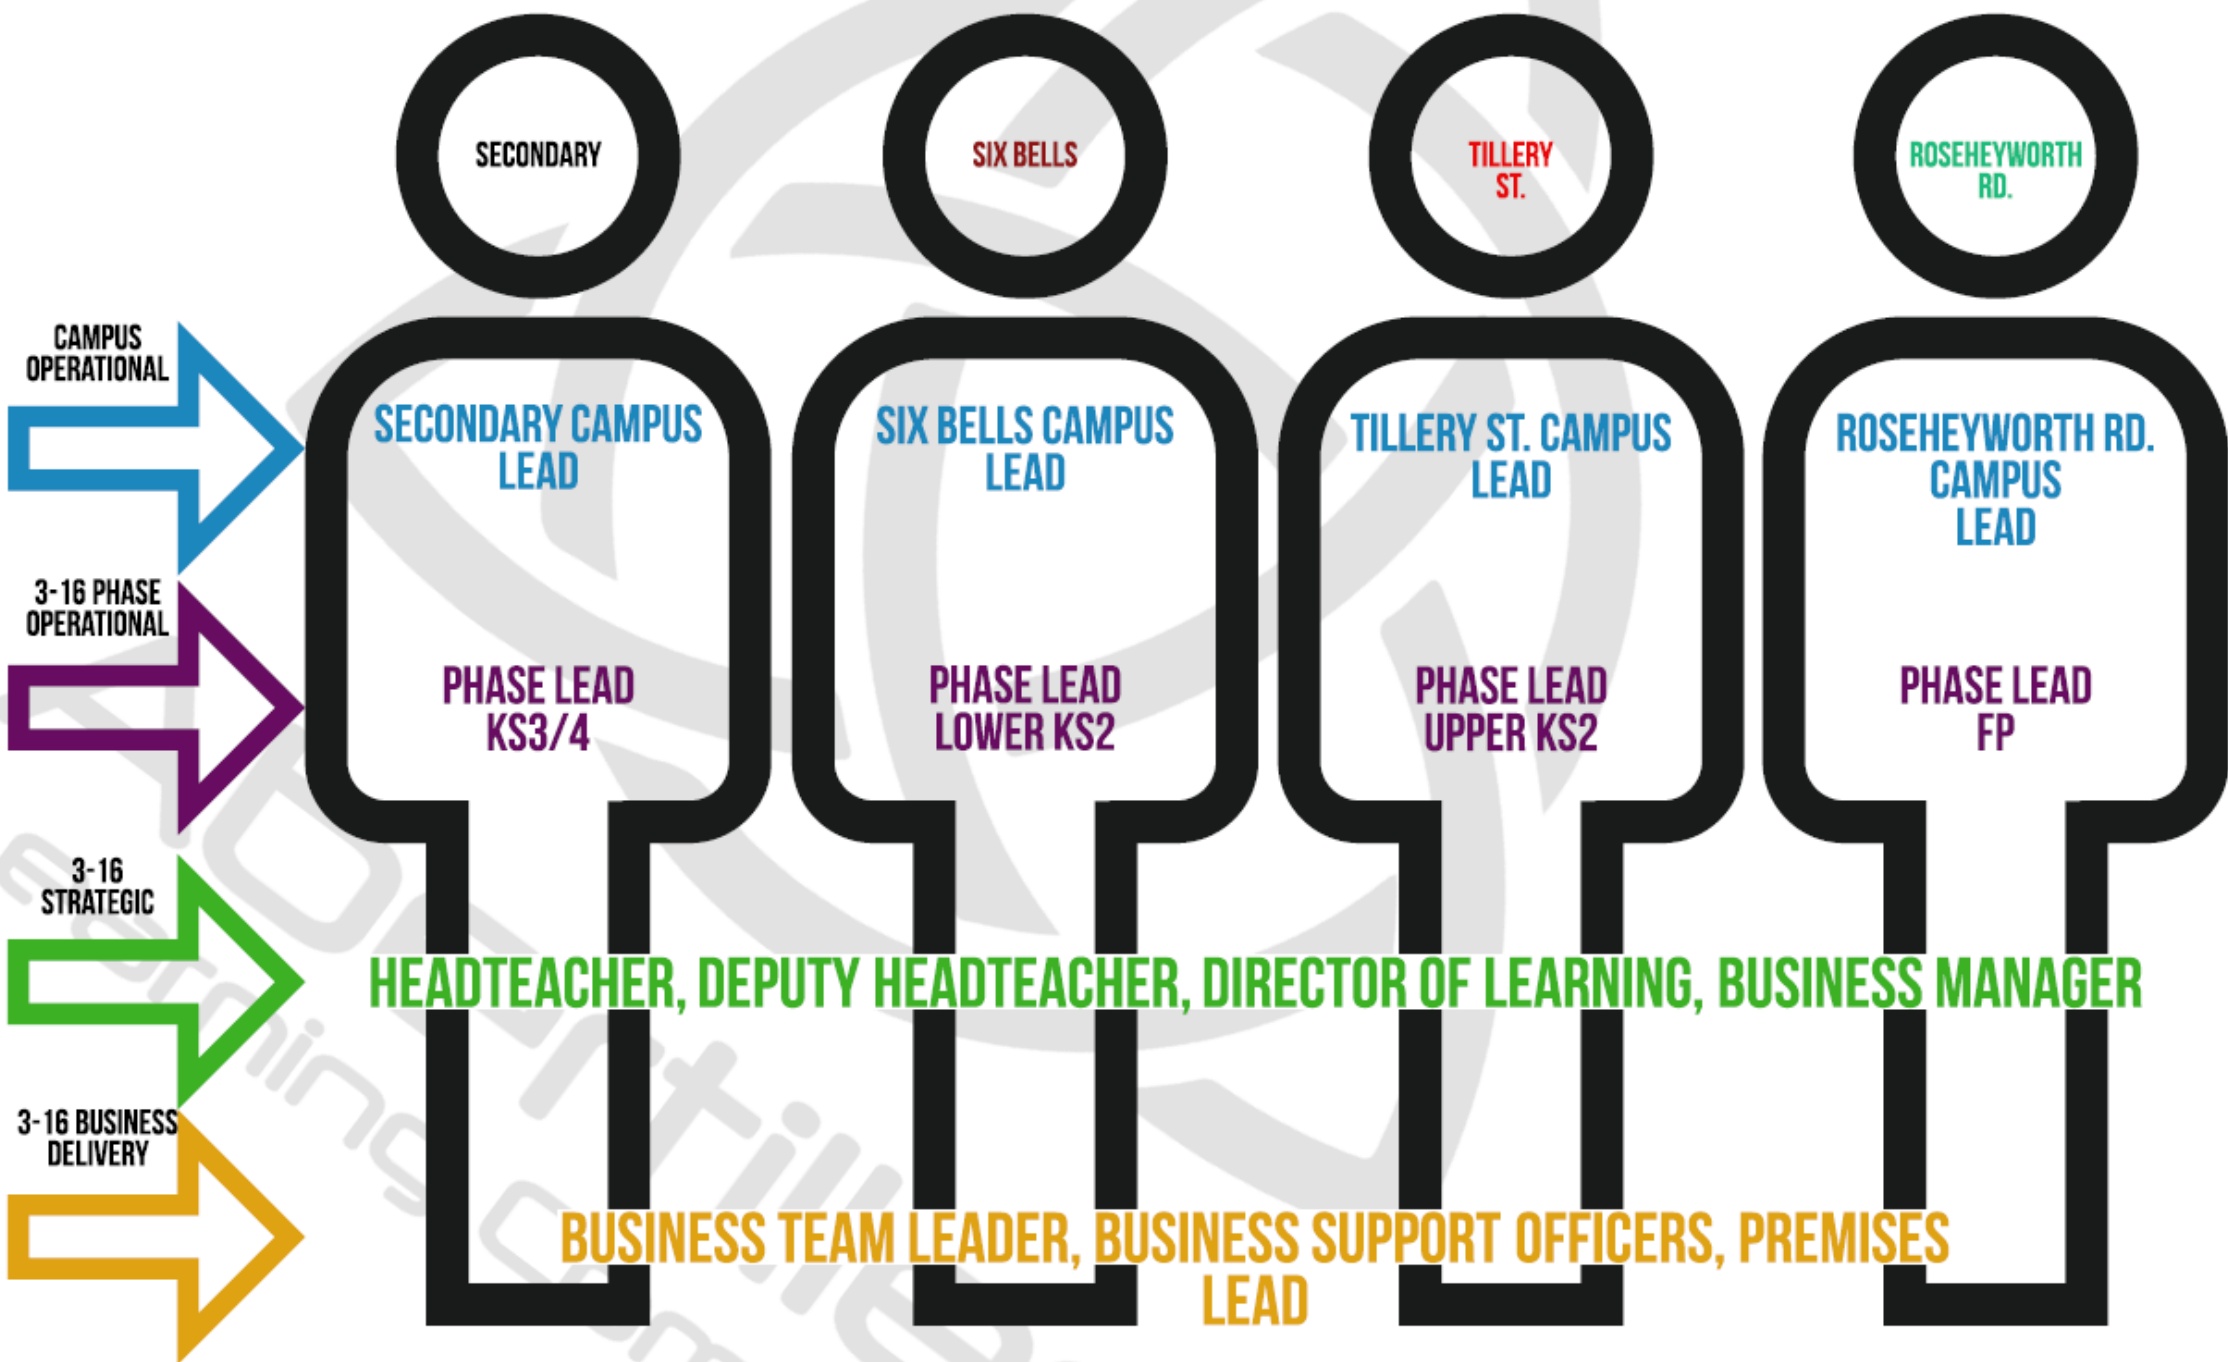 SECONDARY
SIX BELLS
TILLERY
ST.
ROSEHEYWORTH
RD.
CAMPUS
OPERATIONAL
SECONDARY CAMPUS
LEAD
SIX BELLS CAMPUS
LEAD
TILLERY ST. CAMPUS
LEAD
ROSEHEYWORTH RD.
CAMPUS
LEAD
3-16 PHASE
OPERATIONAL
PHASE LEAD
KS3/4
PHASE LEAD
LOWER KS2
PHASE LEAD
UPPER KS2
PHASE LEAD
FP
3-16
STRATEGIC
HEADTEACHER, DEPUTY HEADTEACHER, DIRECTOR OF LEARNING, BUSINESS MANAGER
3-16 BUSINESS
DELIVERY
BUSINESS TEAM LEADER, BUSINESS SUPPORT OFFICERS, PREMISES
LEAD